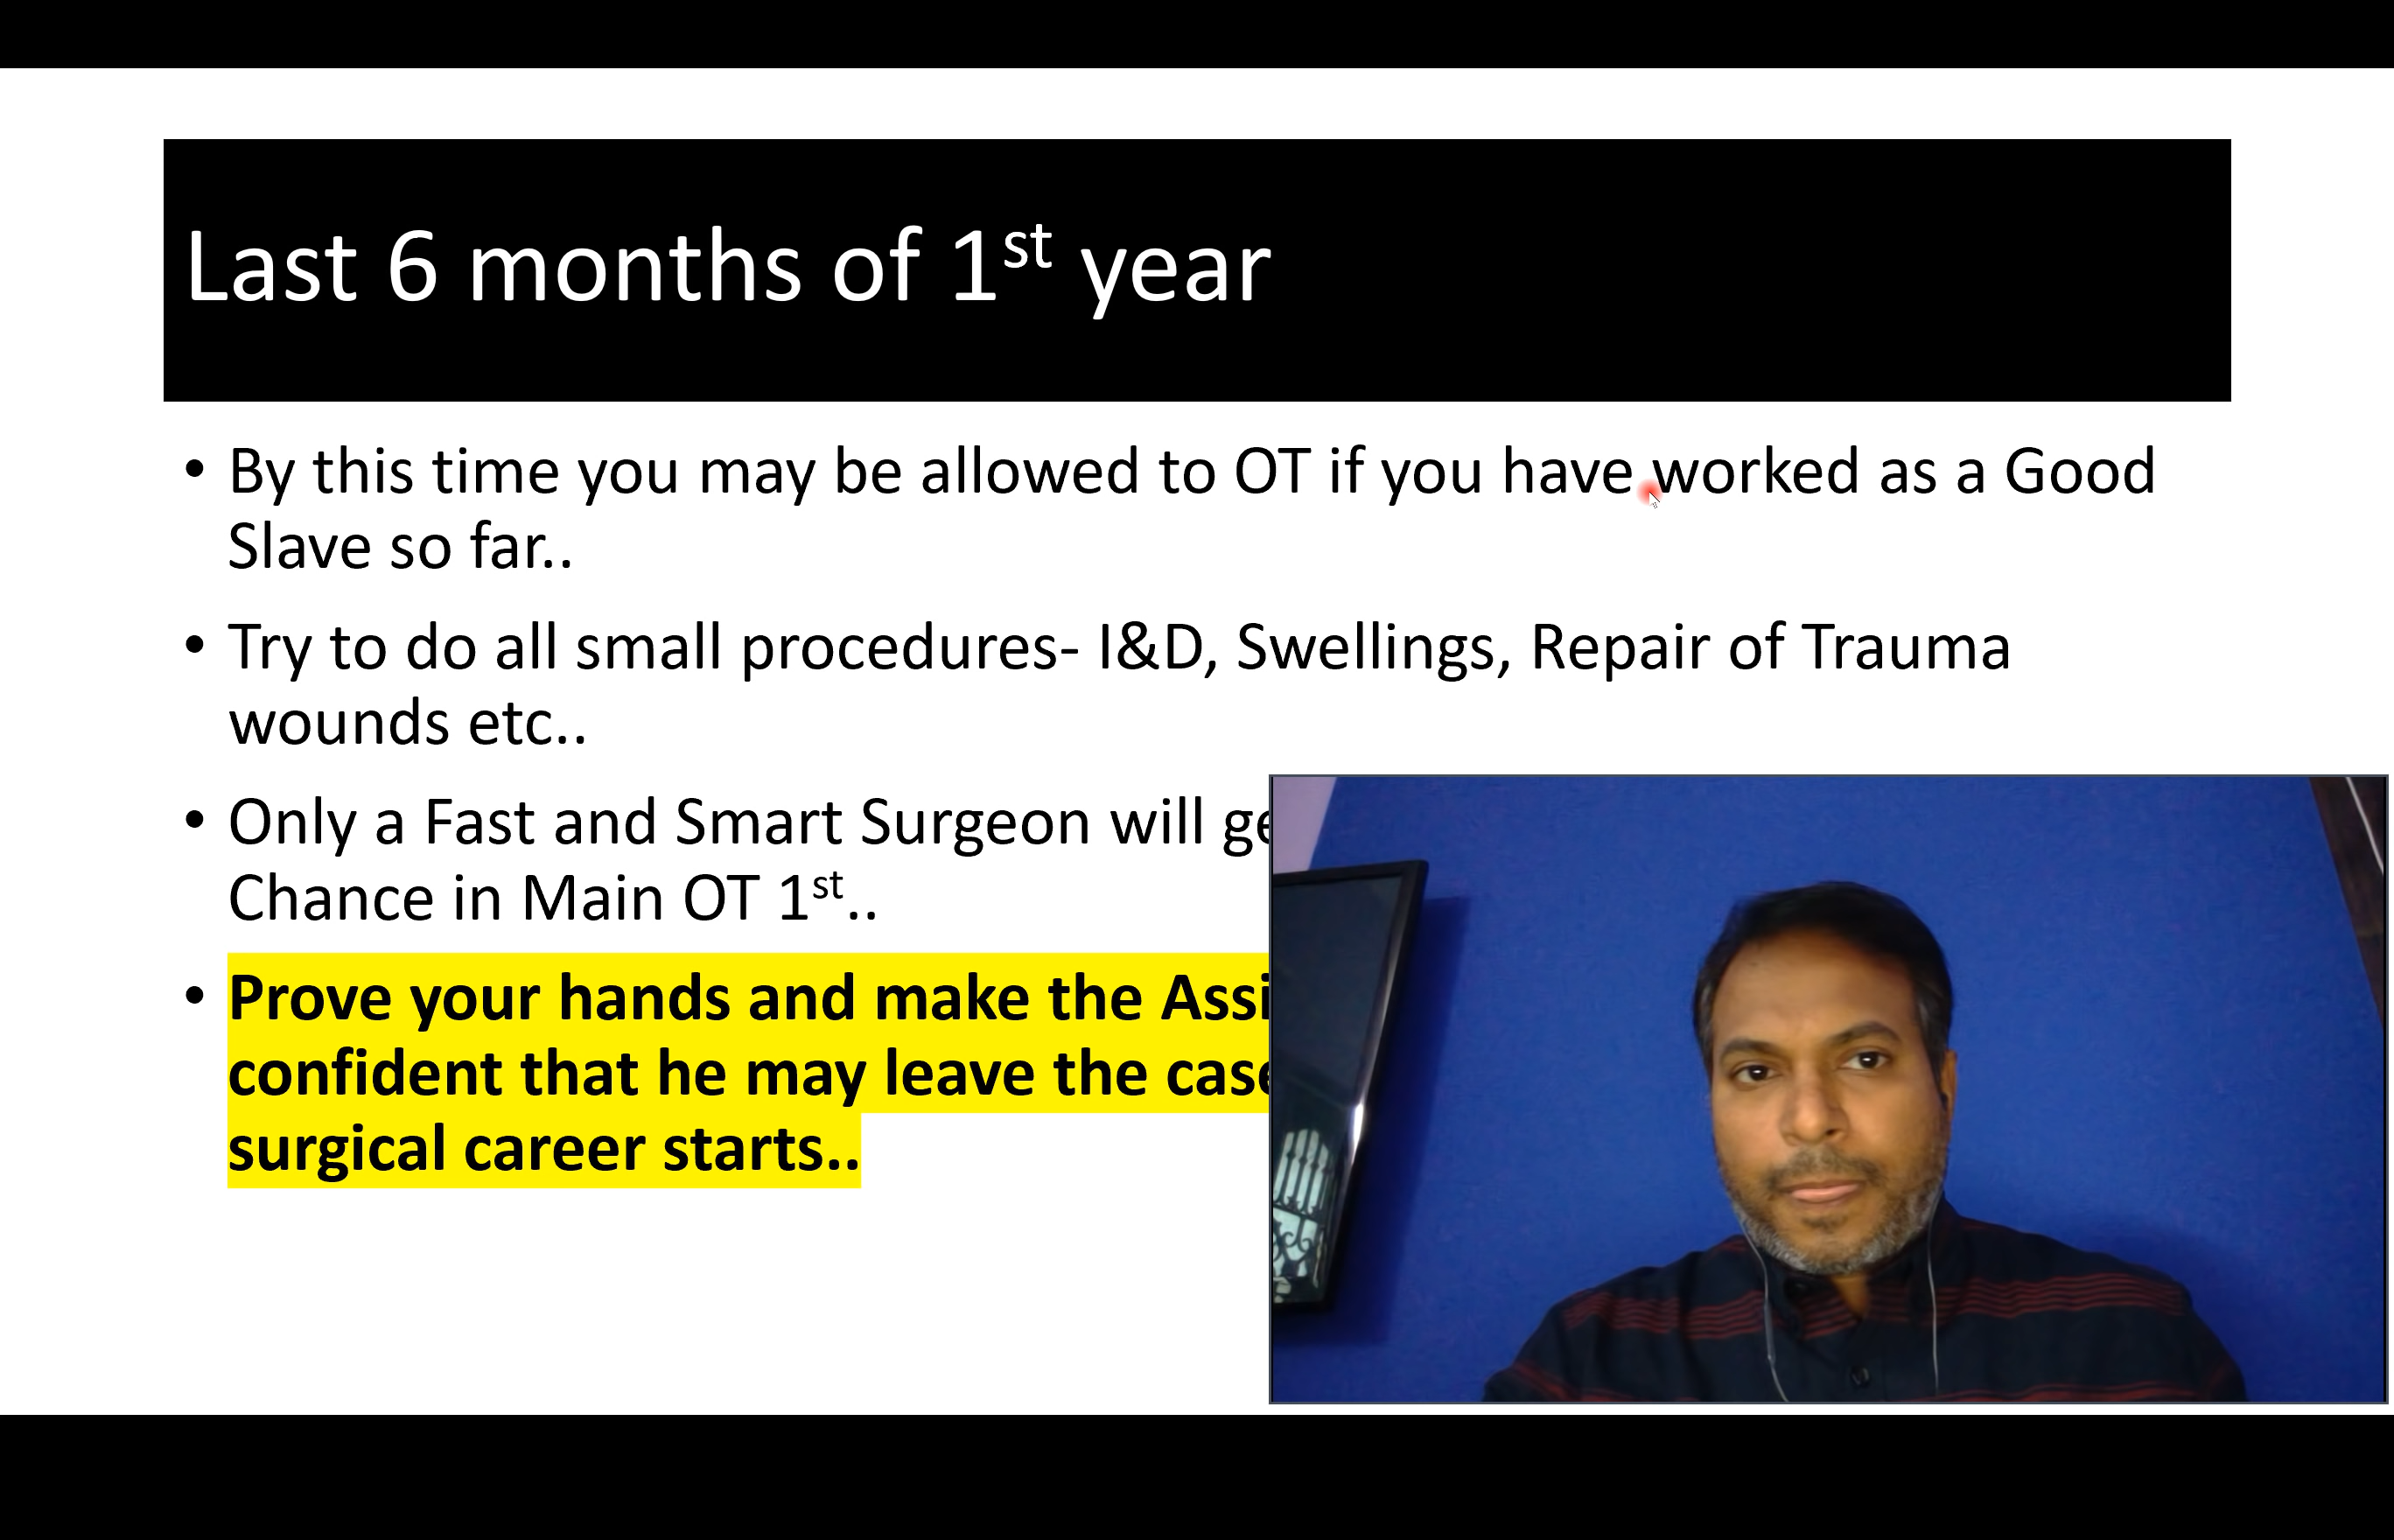 Last 6 months of 1st year
• By this time you may be allowed to OT if you have worked as a Good
Slave so far..
• Try to do all small procedures- I&D, Swellings, Repair of Trauma
wounds etc..
• Only a Fast and Smart Surgeon will
Chance in Main OT 1st..
• Prove your hands and make the
confident that he may leave the
surgical career starts..